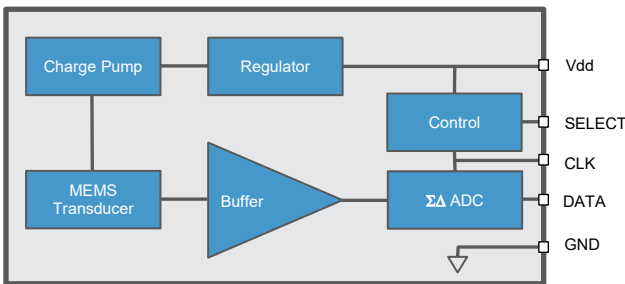 Charge Pump
Regulator
Vdd
Control
SELECT
CLK
MEMS
Transducer
Buffer
ΣΔ ADC
DATA
GND